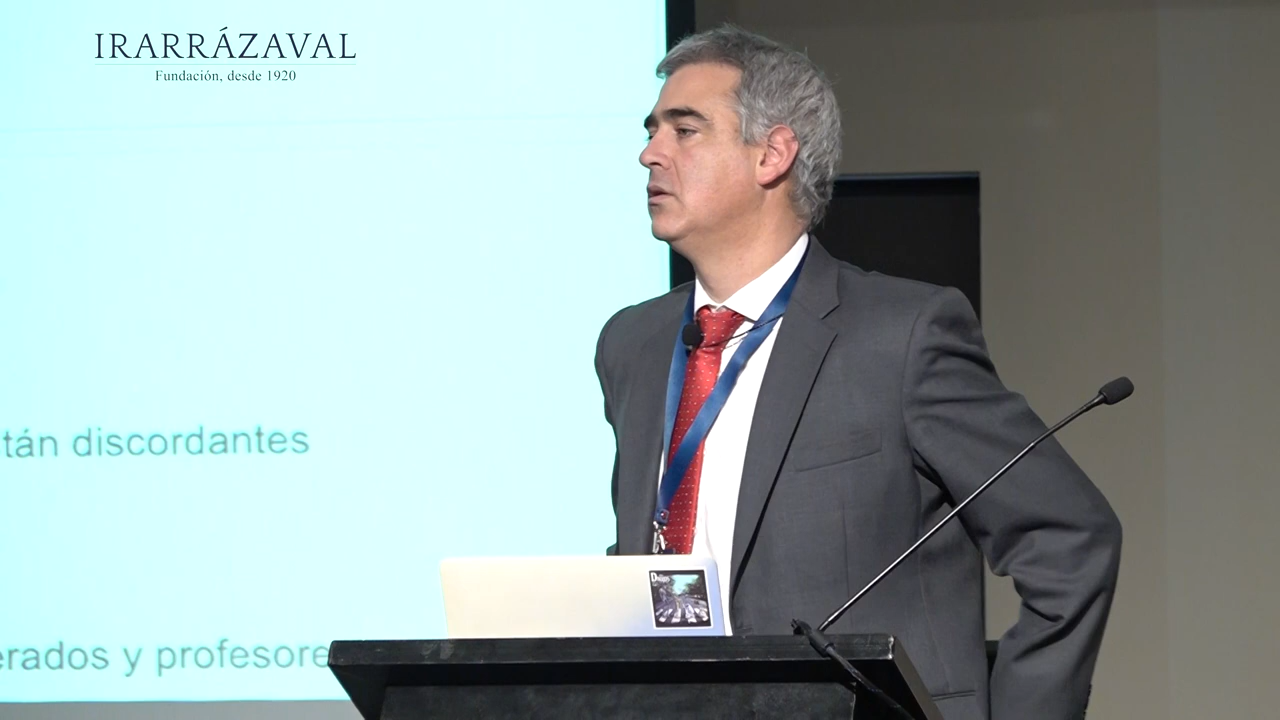 IRARRÁZAVAL
Fundación, desde 1920
tán discordantes
erados y profesore